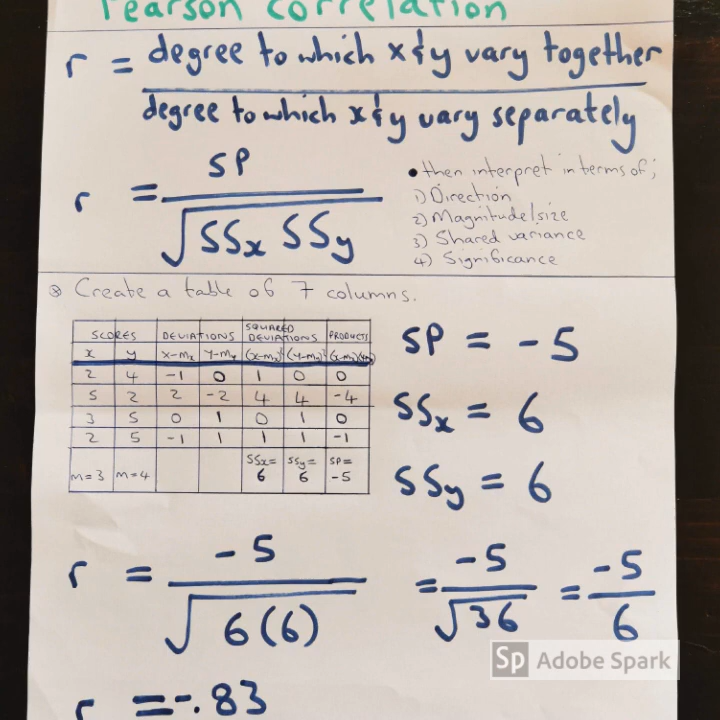 Pearson Correlation
r = degree to which x & y vary together
degree to which x & y vary separately
r = SP
√SSx SSy
• then interpret in terms of;
1) Direction
2) Magnitude/size
3) Shared variance
4) Significance
⊗ Create a table of 7 columns.
SCORES DEVIATIONS SQUARED DEVIATIONS PRODUCTS
x y x-mx y-my (x-mx)² (y-my)² (x-mx)(y-my)
2 4 -1 0 1 0 0
5 2 2 -2 4 4 -4
3 5 0 1 0 1 0
2 5 -1 1 1 1 -1
m=3 m=4 SSx= 6 SSy= 6 SP= -5
SP = -5
SSx = 6
SSy = 6
r = -5 = -5 = -5
√6(6) √36 6
r = -.83
Sp Adobe Spark